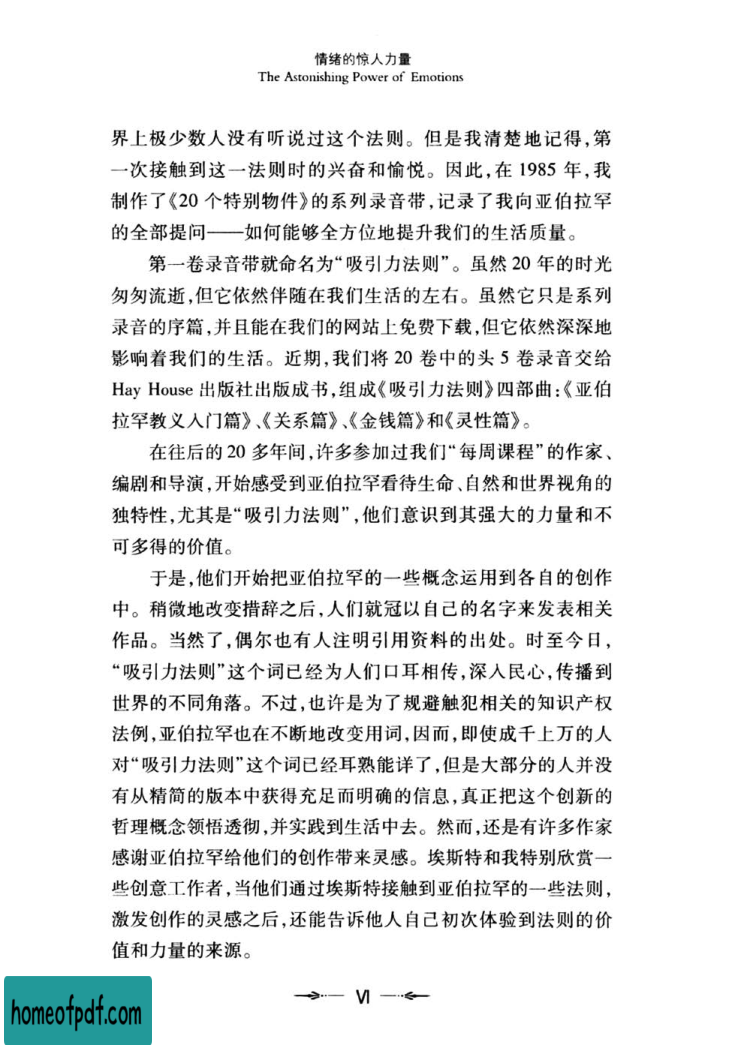 情绪的惊人力量
The Astonishing Power of Emotions
界上极少数人没有听说过这个法则。但是我清楚地记得,第
一次接触到这一法则时的兴奋和愉悦。因此,在 1985 年,我
制作了《20 个特别物件》的系列录音带,记录了我向亚伯拉罕
的全部提问——如何能够全方位地提升我们的生活质量。
第一卷录音带就命名为“吸引力法则”。虽然 20 年的时光
匆匆流逝,但它依然伴随在我们生活的左右。虽然它只是系列
录音的序篇,并且能在我们的网站上免费下载,但它依然深深地
影响着我们的生活。近期,我们将 20 卷中的头 5 卷录音交给
Hay House 出版社出版成书,组成《吸引力法则》四部曲:《亚伯
拉罕教义入门篇》、《关系篇》、《金钱篇》和《灵性篇》。
在往后的 20 多年间,许多参加过我们“每周课程”的作家、
编剧和导演,开始感受到亚伯拉罕看待生命、自然和世界视角的
独特性,尤其是“吸引力法则”,他们意识到其强大的力量和不
可多得的价值。
于是,他们开始把亚伯拉罕的一些概念运用到各自的创作
中。稍微地改变措辞之后,人们就冠以自己的名字来发表相关
作品。当然了,偶尔也有人注明引用资料的出处。时至今日,
“吸引力法则”这个词已经为人们口耳相传,深入民心,传播到
世界的不同角落。不过,也许是为了规避触犯相关的知识产权
法例,亚伯拉罕也在不断地改变用词,因而,即使成千上万的人
对“吸引力法则”这个词已经耳熟能详了,但是大部分的人并没
有从精简的版本中获得充足而明确的信息,真正把这个创新的
哲理概念领悟透彻,并实践到生活中去。然而,还是有许多作家
感谢亚伯拉罕给他们的创作带来灵感。埃斯特和我特别欣赏一
些创意工作者,当他们通过埃斯特接触到亚伯拉罕的一些法则,
激发创作的灵感之后,还能告诉他人自己初次体验到法则的价
值和力量的来源。
VI
homeofpdf.com